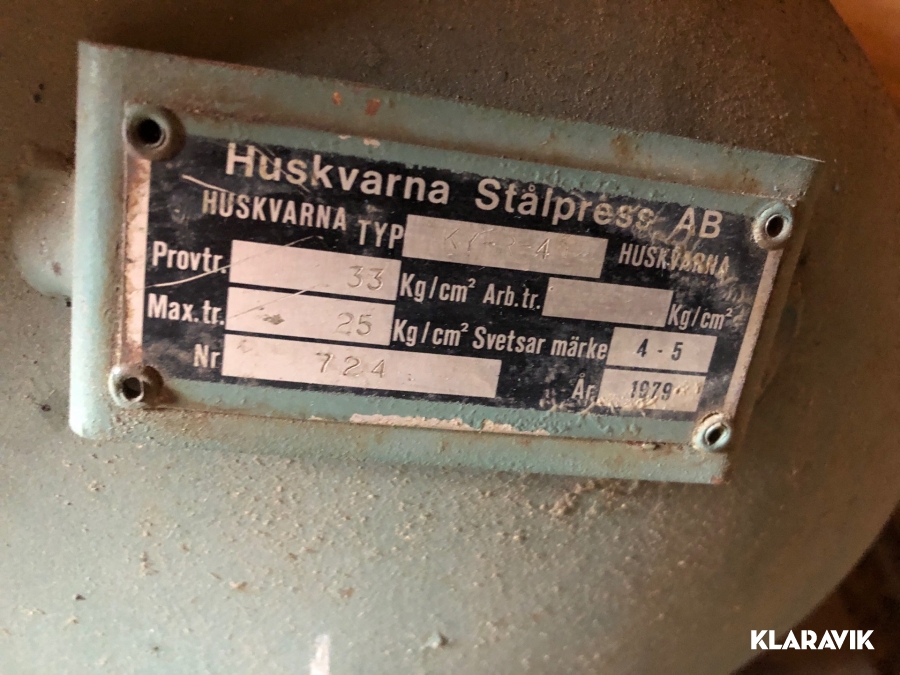 Huskvarna Stålpress AB
HUSKVARNA TYP 4 HUSKVARNA
Provtr. 33 Kg/cm² Arb.tr. Kg/cm²
Max.tr. 25 Kg/cm² Svetsar märke 4 - 5
Nr 724 År 1979
KLARAVIK